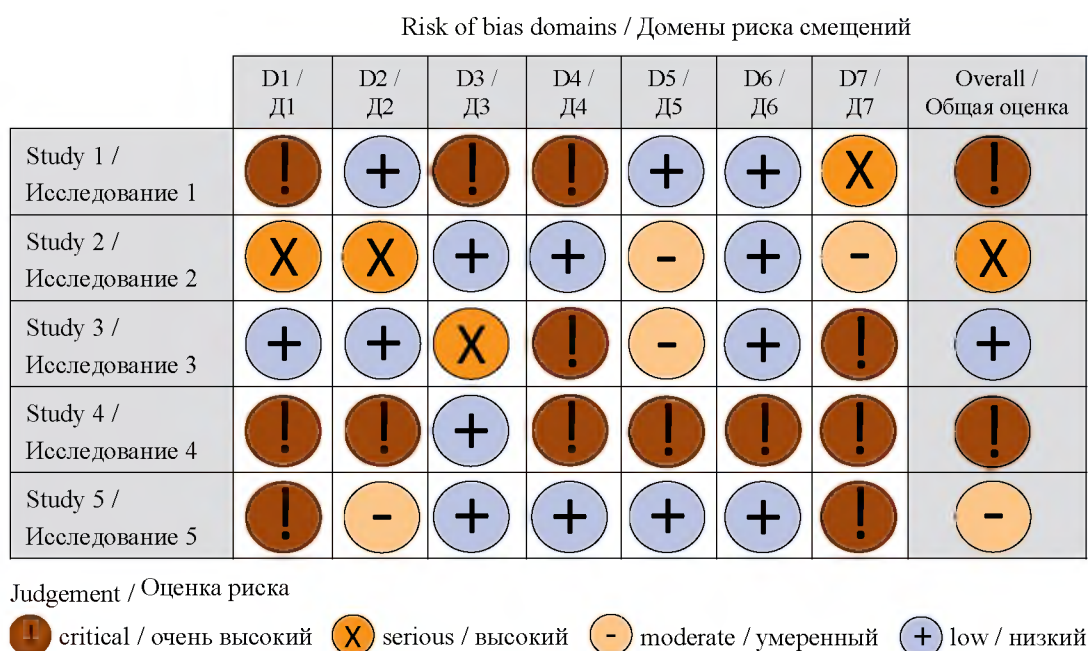 Risk of bias domains / Домены риска смещений
D1 / D2 / D3 / D4 / D5 / D6 / D7 / Overall /
Д1 Д2 Д3 Д4 Д5 Д6 Д7 Общая оценка
Study 1 /
! + ! ! + + X !
Исследование 1
Study 2 /
X X + + - + - X
Исследование 2
Study 3 /
+ + X ! - + ! +
Исследование 3
Study 4 /
! ! + ! ! ! ! !
Исследование 4
Study 5 /
! - + + + + ! -
Исследование 5
Judgement / Оценка риска
! critical / очень высокий X serious / высокий - moderate / умеренный + low / низкий